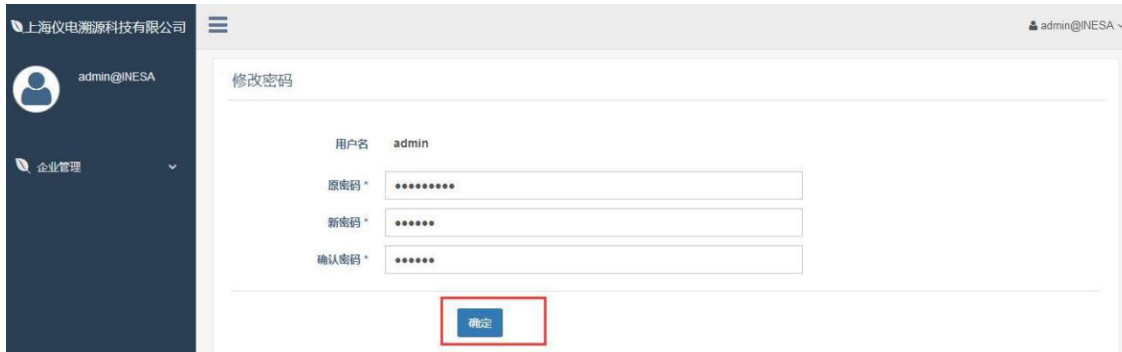 上海仪电溯源科技有限公司
admin@INESA
admin@INESA
企业管理
修改密码
用户名 admin
原密码 * •••••••••
新密码 * ••••••
确认密码 * ••••••
确定